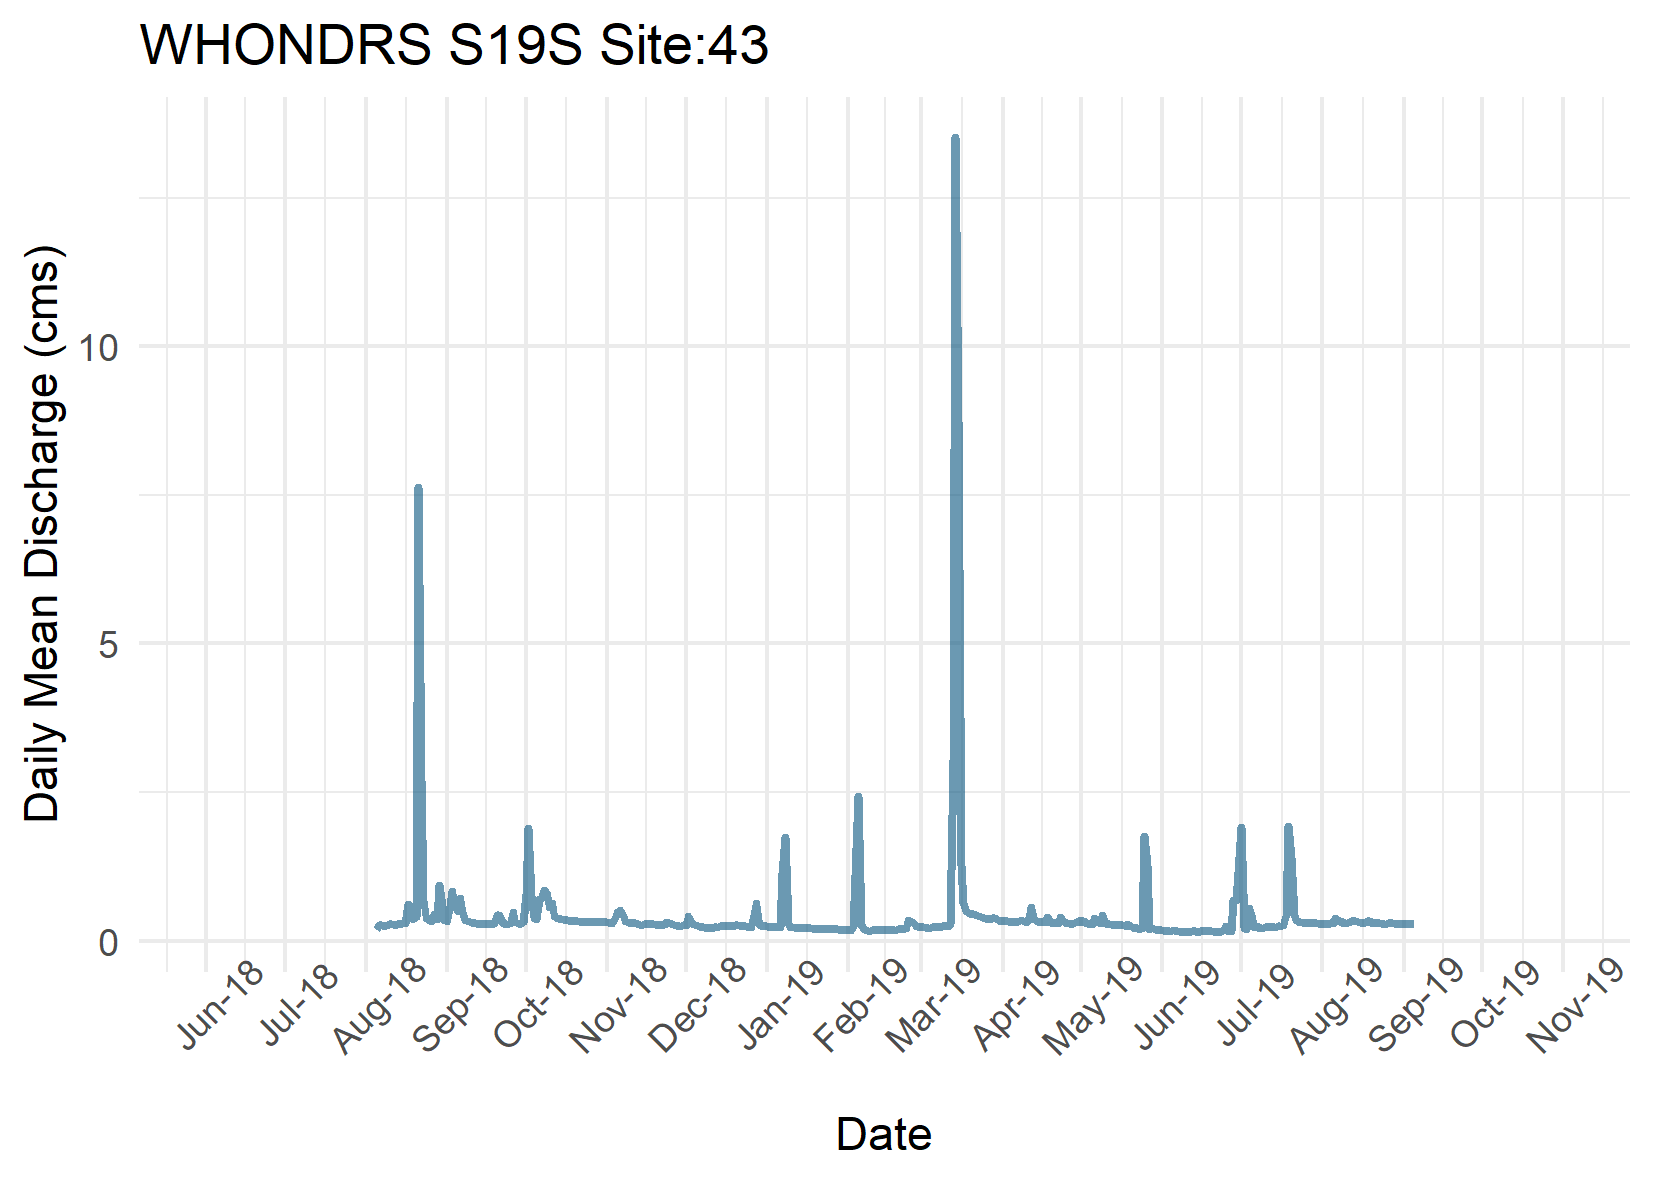 WHONDRS S19S Site:43
Daily Mean Discharge (cms)
10
5
0
Jun-18
Jul-18
Aug-18
Sep-18
Oct-18
Nov-18
Dec-18
Jan-19
Feb-19
Mar-19
Apr-19
May-19
Jun-19
Jul-19
Aug-19
Sep-19
Oct-19
Nov-19
Date